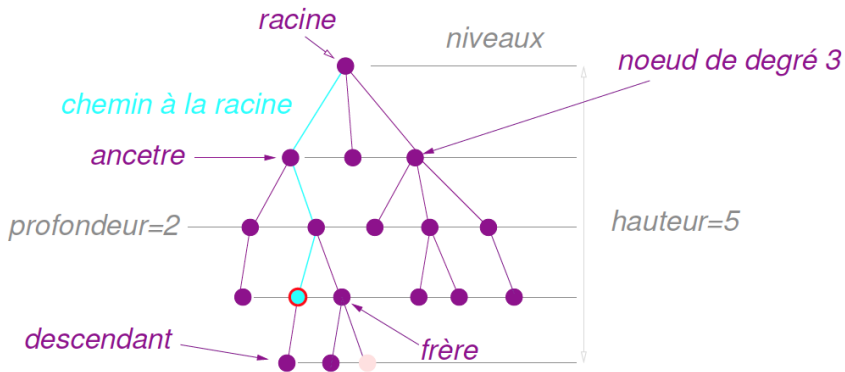 racine
niveaux
noeud de degré 3
chemin à la racine
ancetre
profondeur=2
hauteur=5
descendant
frère